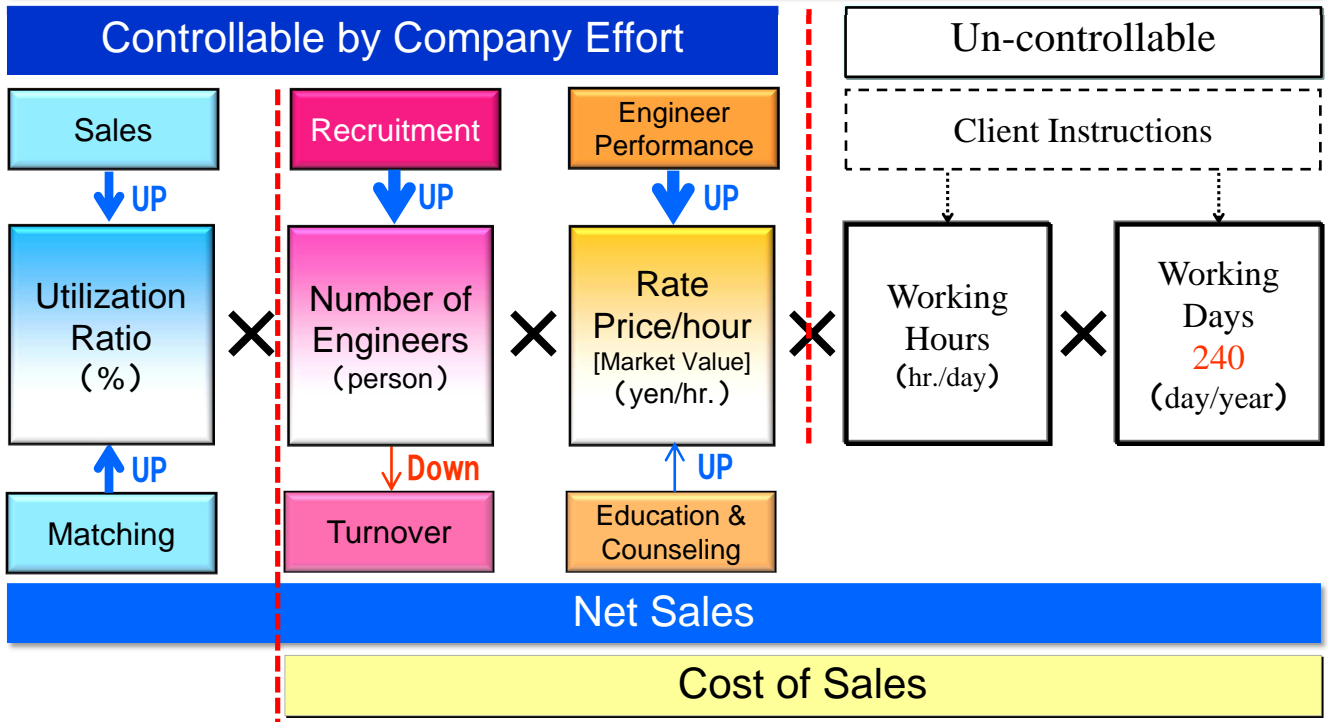 Controllable by Company Effort
Un-controllable
Sales
Recruitment
Engineer
Performance
Client Instructions
UP
UP
UP
Utilization
Ratio
(%)
×
Number of
Engineers
(person)
×
Rate
Price/hour
[Market Value]
(yen/hr.)
×
Working
Hours
(hr./day)
×
Working
Days
240
(day/year)
UP
Down
UP
Matching
Turnover
Education &
Counseling
Net Sales
Cost of Sales